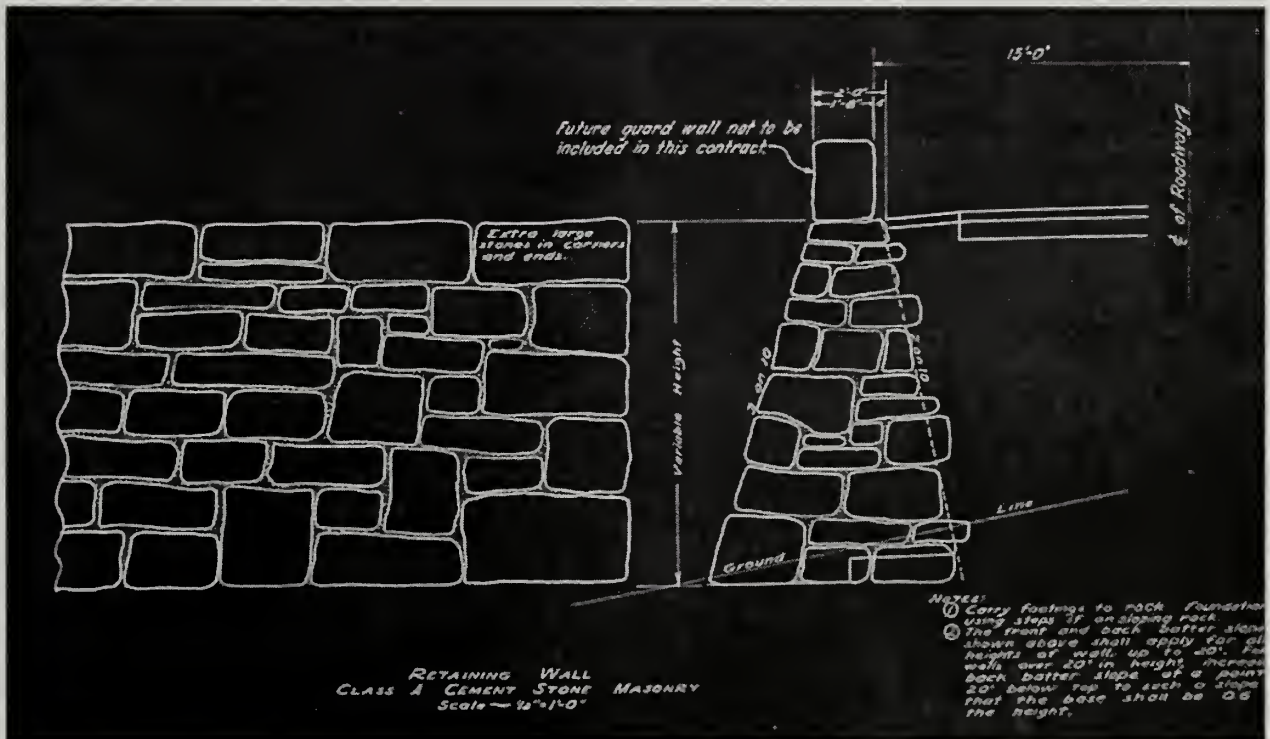 15'-0"
2'-0"
1'-8" 4"
Future guard wall not to be
included in this contract.
℄ of Roadway
Extra large
stones in corners
and ends.
Variable Height
on 10
2 on 10
Line
Ground
NOTES:
① Carry footings to rock foundation
using steps if on sloping rock.
② The front and back batter slope
shown above shall apply for all
heights of wall up to 20'. For
walls over 20' in height, increase
back batter slope at a point
20' below top to such a slope
that the base shall be 0.6
the height.
RETAINING WALL
CLASS A CEMENT STONE MASONRY
Scale — ½"=1'-0"